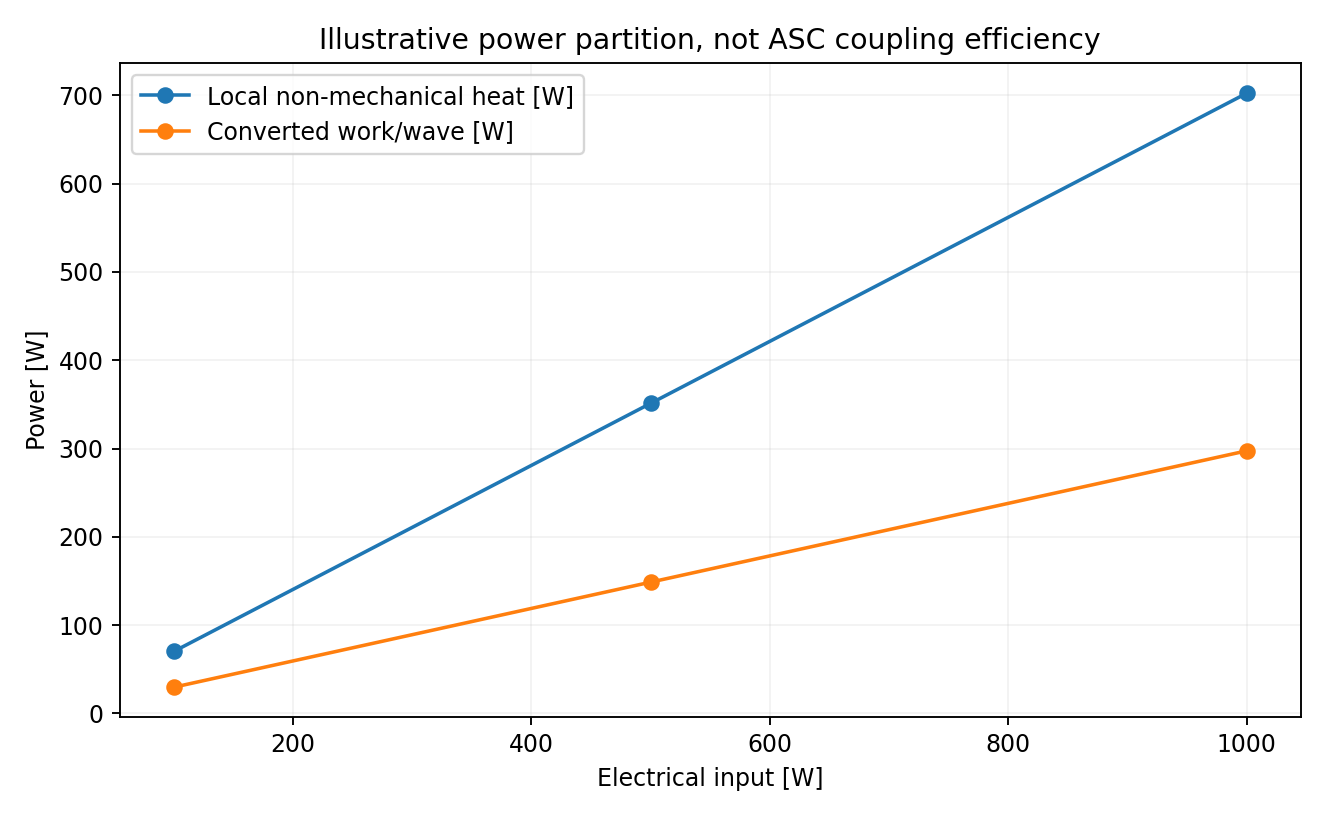 Illustrative power partition, not ASC coupling efficiency
Local non-mechanical heat [W]
Converted work/wave [W]
Power [W]
700
600
500
400
300
200
100
0
200
400
600
800
1000
Electrical input [W]